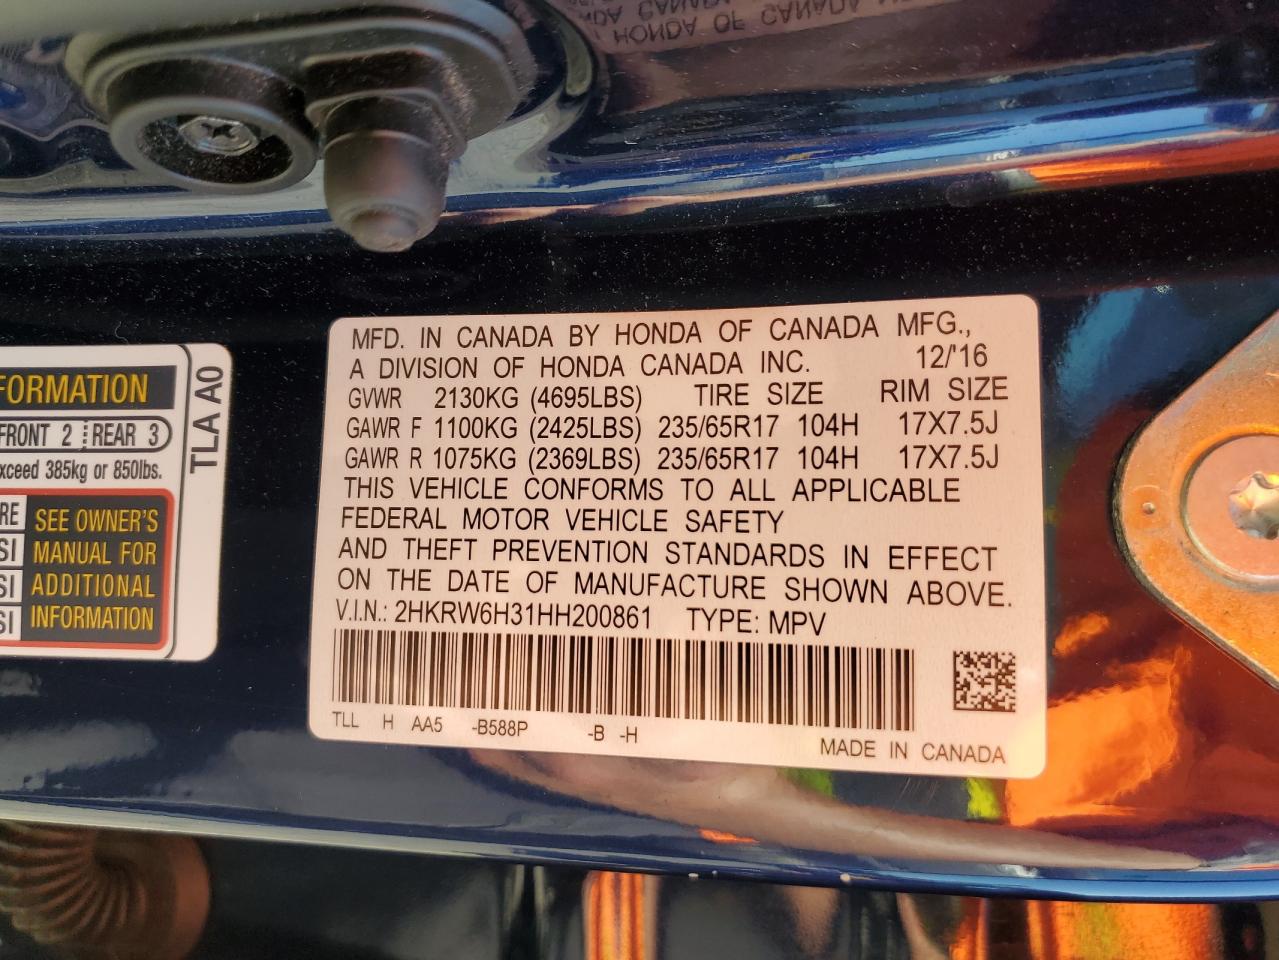 HONDA OF CANADA
FORMATION
FRONT 2 REAR 3
xceed 385kg or 850lbs.
SEE OWNER'S
MANUAL FOR
ADDITIONAL
INFORMATION
TLA A0
MFD. IN CANADA BY HONDA OF CANADA MFG.,
A DIVISION OF HONDA CANADA INC. 12/'16
GVWR 2130KG (4695LBS) TIRE SIZE RIM SIZE
GAWR F 1100KG (2425LBS) 235/65R17 104H 17X7.5J
GAWR R 1075KG (2369LBS) 235/65R17 104H 17X7.5J
THIS VEHICLE CONFORMS TO ALL APPLICABLE
FEDERAL MOTOR VEHICLE SAFETY
AND THEFT PREVENTION STANDARDS IN EFFECT
ON THE DATE OF MANUFACTURE SHOWN ABOVE.
V.I.N.: 2HKRW6H31HH200861 TYPE: MPV
TLL H AA5 -B588P -B -H
MADE IN CANADA